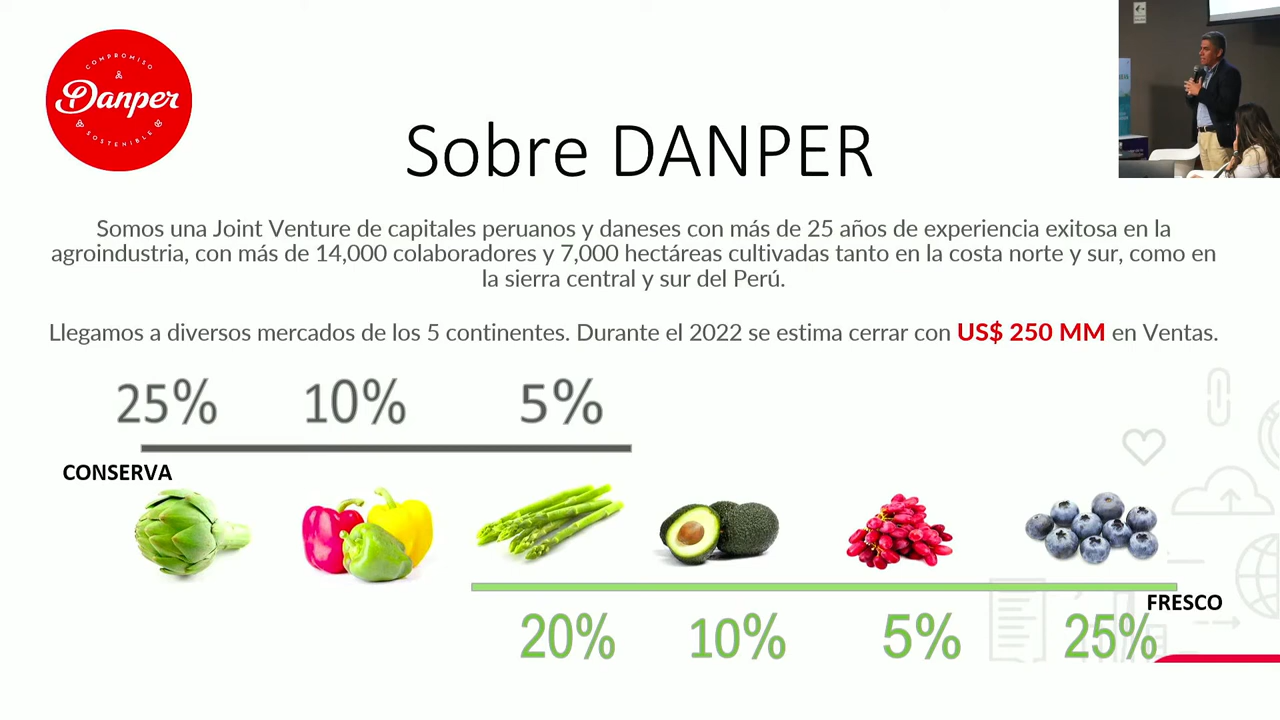 COMPROMISO
Danper
SOSTENIBLE
Sobre DANPER
Somos una Joint Venture de capitales peruanos y daneses con más de 25 años de experiencia exitosa en la
agroindustria, con más de 14,000 colaboradores y 7,000 hectáreas cultivadas tanto en la costa norte y sur, como en
la sierra central y sur del Perú.
Llegamos a diversos mercados de los 5 continentes. Durante el 2022 se estima cerrar con US$ 250 MM en Ventas.
25% 10% 5%
CONSERVA
FRESCO
20% 10% 5% 25%